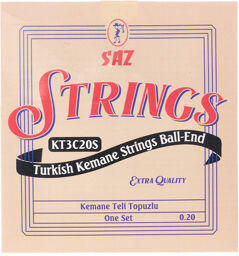 SAZ
STRINGS
KT3C20S
Turkish Kemane Strings Ball-End
EXTRA QUALITY
Kemane Teli Topuzlu
One Set 0.20